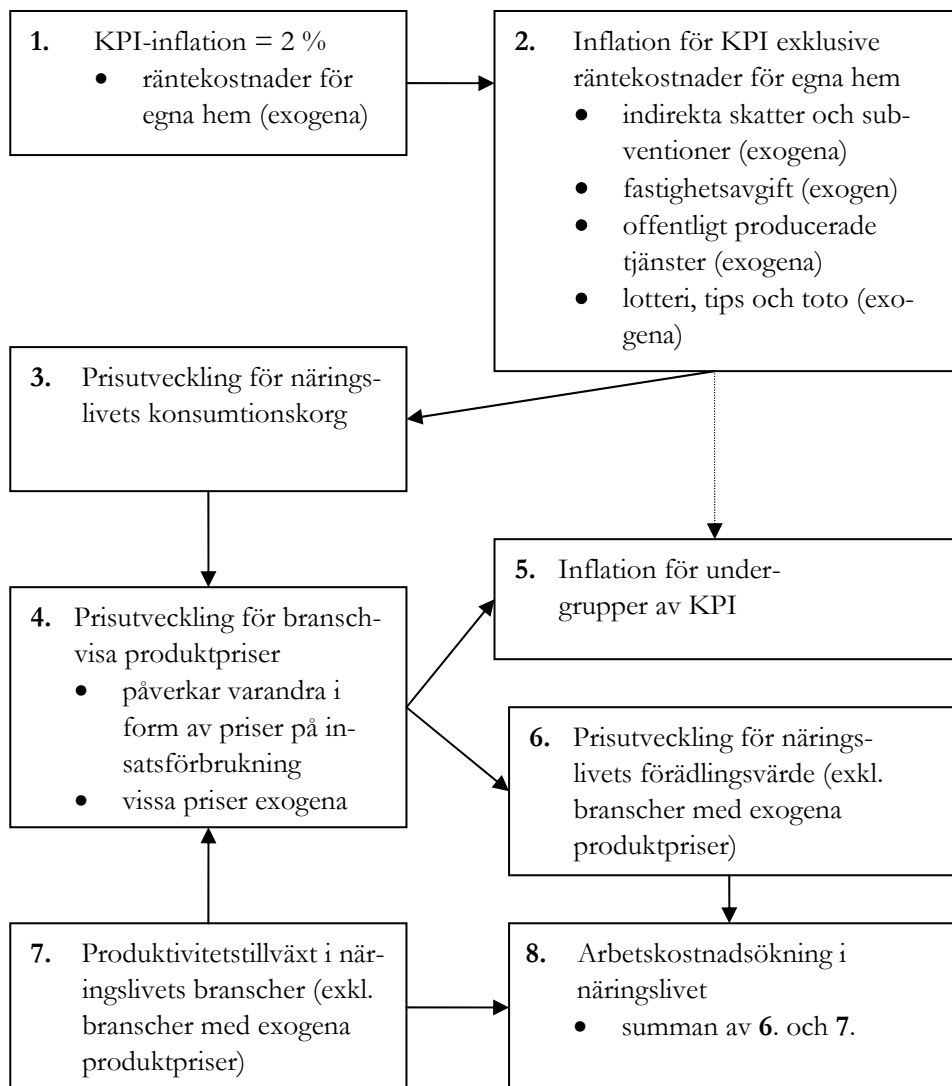 1. KPI-inflation = 2 %
• räntekostnader för
egna hem (exogena)
2. Inflation för KPI exklusive
räntekostnader för egna hem
• indirekta skatter och sub-
ventioner (exogena)
• fastighetsavgift (exogen)
• offentligt producerade
tjänster (exogena)
• lotteri, tips och toto (exo-
gena)
3. Prisutveckling för närings-
livets konsumtionskorg
4. Prisutveckling för bransch-
visa produktpriser
• påverkar varandra i
form av priser på in-
satsförbrukning
• vissa priser exogena
5. Inflation för under-
grupper av KPI
6. Prisutveckling för närings-
livets förädlingsvärde (exkl.
branscher med exogena
produktpriser)
7. Produktivitetstillväxt i när-
ingslivets branscher (exkl.
branscher med exogena
produktpriser)
8. Arbetskostnadsökning i
näringslivet
• summan av 6. och 7.